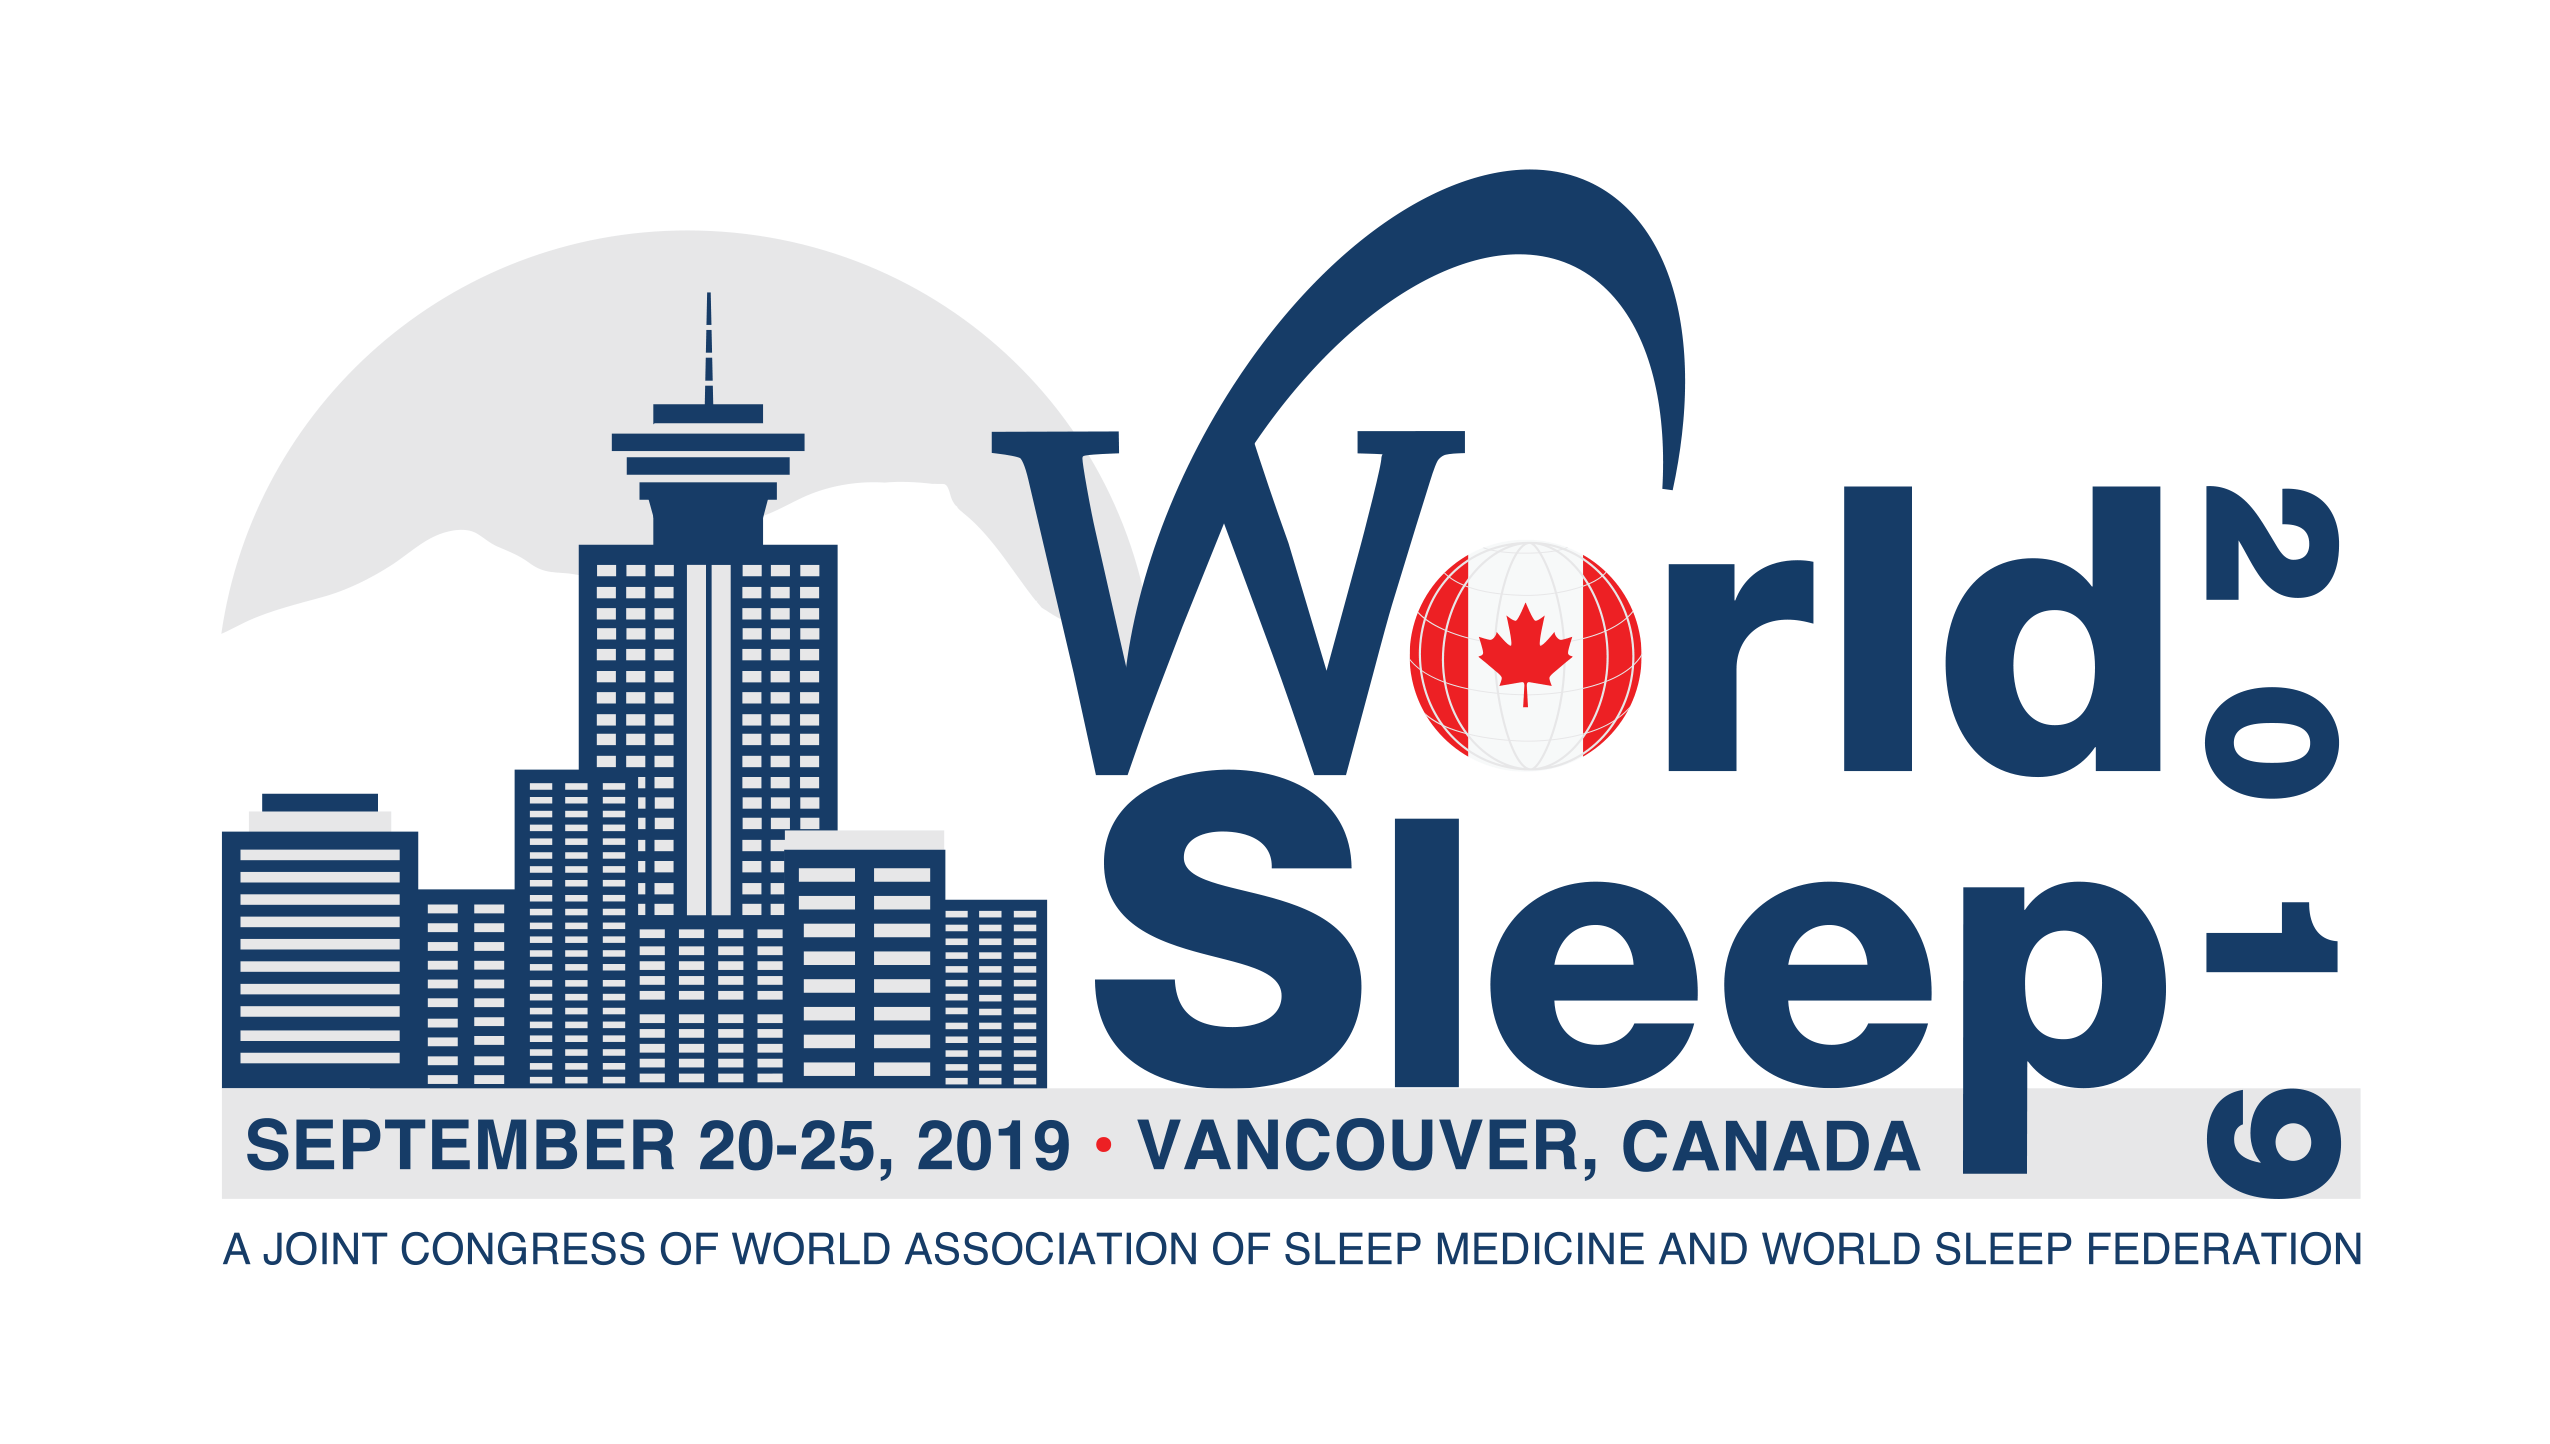 World
Sleep
2019
SEPTEMBER 20-25, 2019 • VANCOUVER, CANADA
A JOINT CONGRESS OF WORLD ASSOCIATION OF SLEEP MEDICINE AND WORLD SLEEP FEDERATION